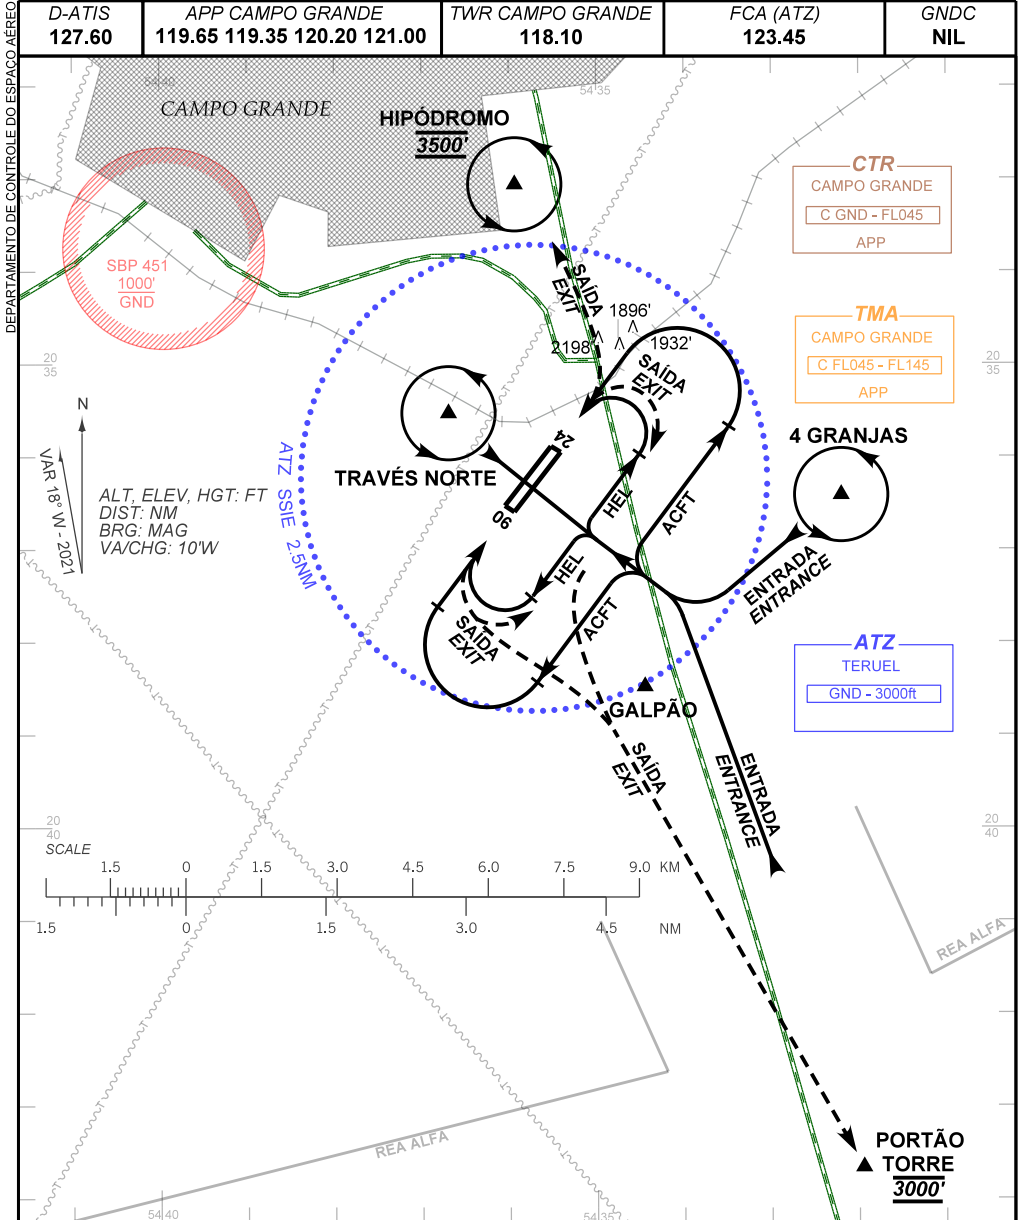 DEPARTAMENTO DE CONTROLE DO ESPAÇO AÉREO
D-ATIS
127.60
APP CAMPO GRANDE
119.65 119.35 120.20 121.00
TWR CAMPO GRANDE
118.10
FCA (ATZ)
123.45
GNDC
NIL
54 40
54 35
CAMPO GRANDE
HIPÓDROMO
3500'
CTR
CAMPO GRANDE
C GND - FL045
APP
SBP 451
1000'
GND
SAÍDA
EXIT
1896'
1932'
2198'
TMA
CAMPO GRANDE
C FL045 - FL145
APP
20
35
20
35
SAÍDA
EXIT
N
VAR 18° W - 2021
ALT, ELEV, HGT: FT
DIST: NM
BRG: MAG
VA/CHG: 10'W
TRAVÉS NORTE
24
06
4 GRANJAS
ATZ SSIE 2.5NM
HEL
ACFT
HEL
ACFT
ENTRADA
ENTRANCE
SAÍDA
EXIT
ATZ
TERUEL
GND - 3000ft
GALPÃO
SAÍDA
EXIT
ENTRADA
ENTRANCE
20
40
20
40
SCALE
1.5 0 1.5 3.0 4.5 6.0 7.5 9.0 KM
1.5 0 1.5 3.0 4.5 NM
REA ALFA
REA ALFA
PORTÃO
TORRE
3000'
54 40
54 35